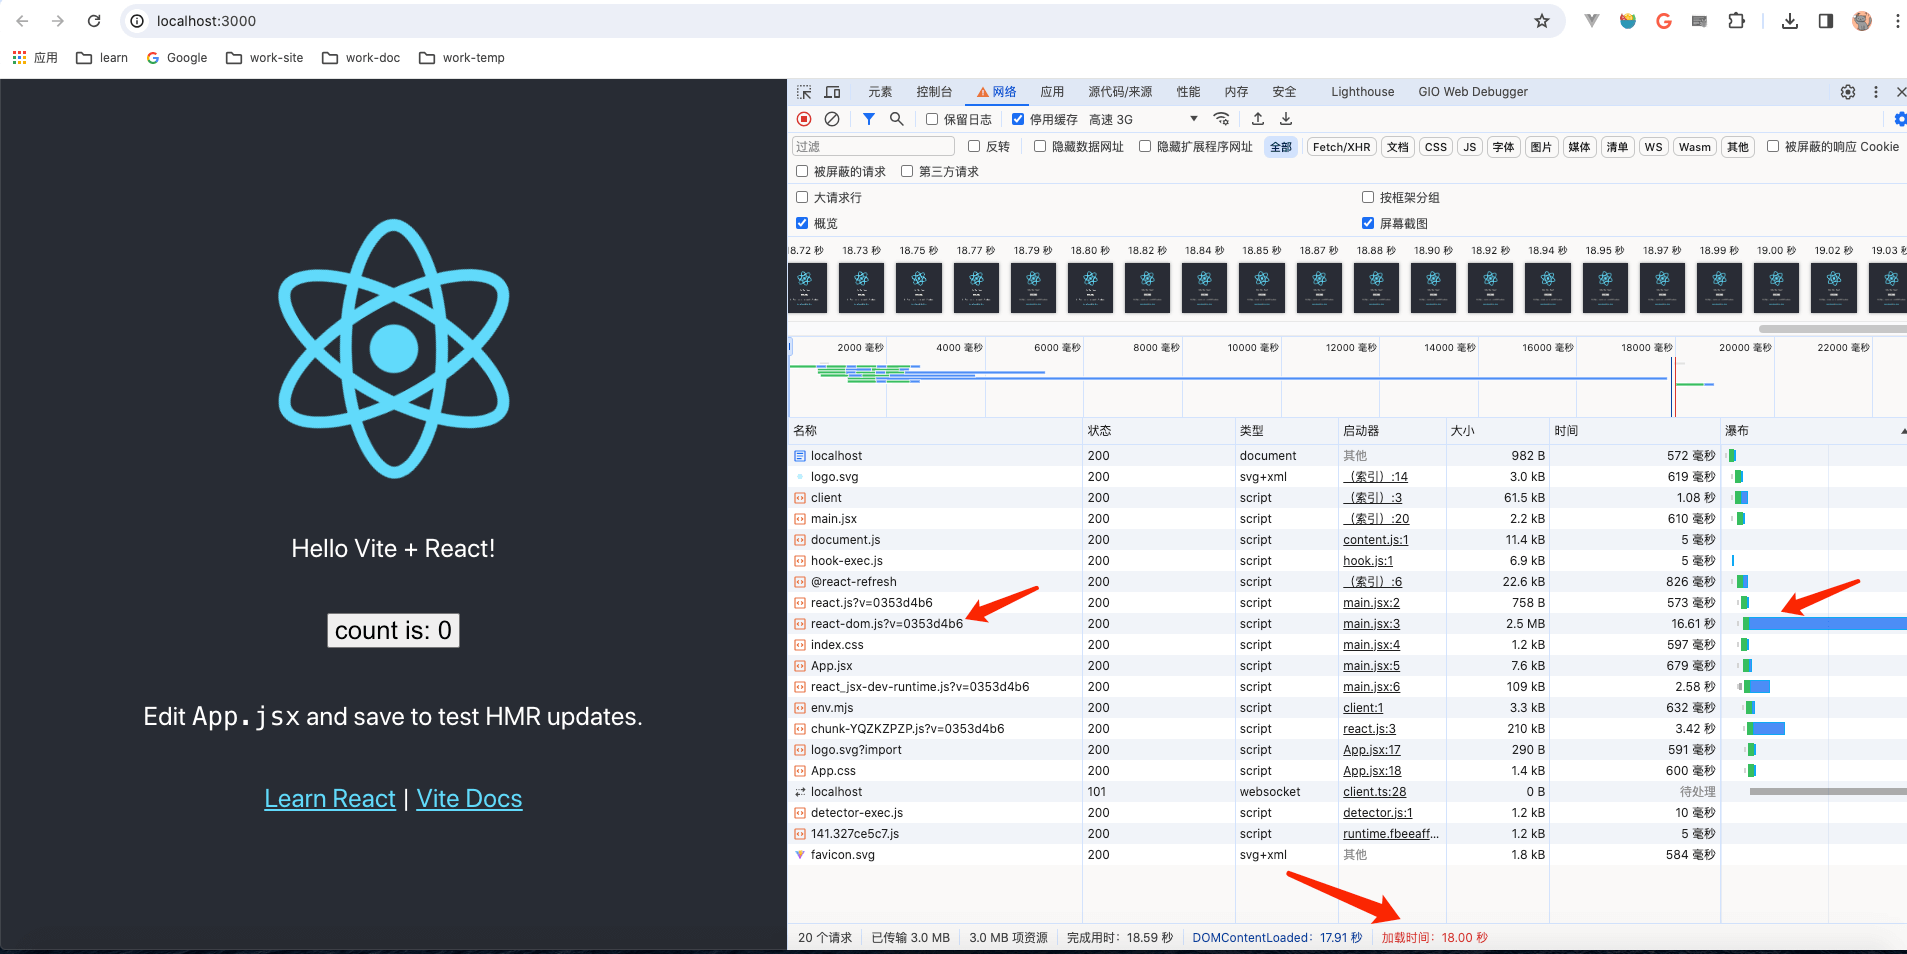 localhost:3000
应用 learn Google work-site work-doc work-temp
元素 控制台 网络 应用 源代码/来源 性能 内存 安全 Lighthouse GIO Web Debugger
保留日志 停用缓存 高速 3G
过滤 反转 隐藏数据网址 隐藏扩展程序网址 全部 Fetch/XHR 文档 CSS JS 字体 图片 媒体 清单 WS Wasm 其他 被屏蔽的响应 Cookie
被屏蔽的请求 第三方请求
大请求行 按框架分组
概览 屏幕截图
18.72 秒 18.73 秒 18.75 秒 18.77 秒 18.79 秒 18.80 秒 18.82 秒 18.84 秒 18.85 秒 18.87 秒 18.88 秒 18.90 秒 18.92 秒 18.94 秒 18.95 秒 18.97 秒 18.99 秒 19.00 秒 19.02 秒 19.03 秒
2000 毫秒 4000 毫秒 6000 毫秒 8000 毫秒 10000 毫秒 12000 毫秒 14000 毫秒 16000 毫秒 18000 毫秒 20000 毫秒 22000 毫秒
名称 状态 类型 启动器 大小 时间 瀑布
localhost 200 document 其他 982 B 572 毫秒
logo.svg 200 svg+xml （索引）:14 3.0 kB 619 毫秒
client 200 script （索引）:3 61.5 kB 1.08 秒
main.jsx 200 script （索引）:20 2.2 kB 610 毫秒
document.js 200 script content.js:1 11.4 kB 5 毫秒
hook-exec.js 200 script hook.js:1 6.9 kB 5 毫秒
@react-refresh 200 script （索引）:6 22.6 kB 826 毫秒
react.js?v=0353d4b6 200 script main.jsx:2 758 B 573 毫秒
react-dom.js?v=0353d4b6 200 script main.jsx:3 2.5 MB 16.61 秒
index.css 200 script main.jsx:4 1.2 kB 597 毫秒
App.jsx 200 script main.jsx:5 7.6 kB 679 毫秒
react_jsx-dev-runtime.js?v=0353d4b6 200 script main.jsx:6 109 kB 2.58 秒
env.mjs 200 script client:1 3.3 kB 632 毫秒
chunk-YQZKZPZP.js?v=0353d4b6 200 script react.js:3 210 kB 3.42 秒
logo.svg?import 200 script App.jsx:17 290 B 591 毫秒
App.css 200 script App.jsx:18 1.4 kB 600 毫秒
localhost 101 websocket client.ts:28 0 B 待处理
detector-exec.js 200 script detector.js:1 1.2 kB 10 毫秒
141.327ce5c7.js 200 script runtime.fbeeaff... 1.2 kB 5 毫秒
favicon.svg 200 svg+xml 其他 1.8 kB 584 毫秒
20 个请求 已传输 3.0 MB 3.0 MB 项资源 完成用时：18.59 秒 DOMContentLoaded：17.91 秒 加载时间：18.00 秒
Hello Vite + React!
count is: 0
Edit App.jsx and save to test HMR updates.
Learn React | Vite Docs